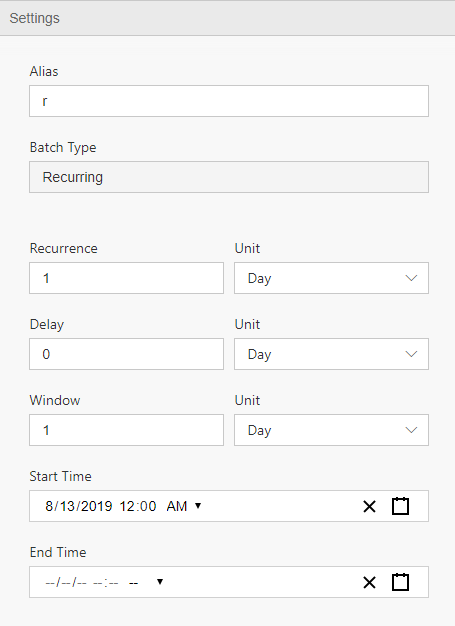 Settings
Alias
r
Batch Type
Recurring
Recurrence Unit
1 Day
Delay Unit
0 Day
Window Unit
1 Day
Start Time
8/13/2019 12:00 AM
End Time
--/--/-- --:-- --